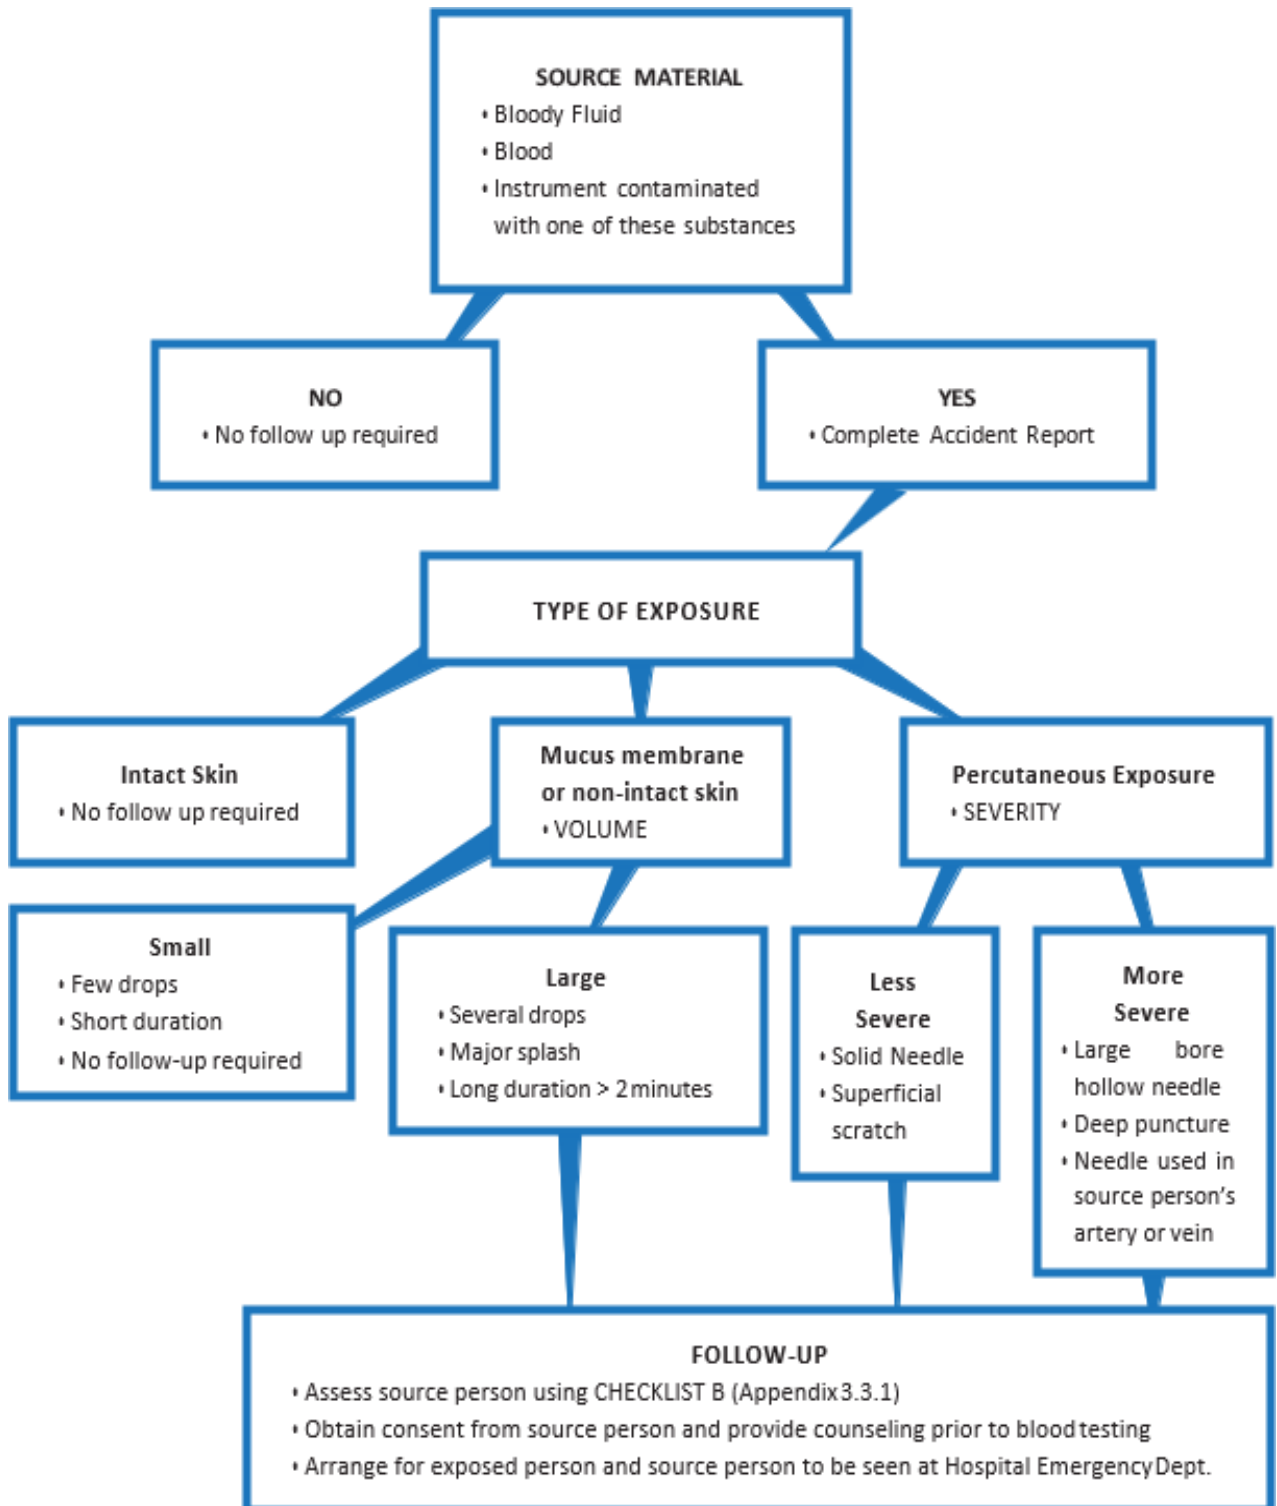 SOURCE MATERIAL
• Bloody Fluid
• Blood
• Instrument contaminated
with one of these substances
NO
• No follow up required
YES
• Complete Accident Report
TYPE OF EXPOSURE
Intact Skin
• No follow up required
Mucus membrane
or non-intact skin
• VOLUME
Percutaneous Exposure
• SEVERITY
Small
• Few drops
• Short duration
• No follow-up required
Large
• Several drops
• Major splash
• Long duration > 2 minutes
Less
Severe
• Solid Needle
• Superficial
scratch
More
Severe
• Large bore
hollow needle
• Deep puncture
• Needle used in
source person's
artery or vein
FOLLOW-UP
• Assess source person using CHECKLIST B (Appendix 3.3.1)
• Obtain consent from source person and provide counseling prior to blood testing
• Arrange for exposed person and source person to be seen at Hospital Emergency Dept.